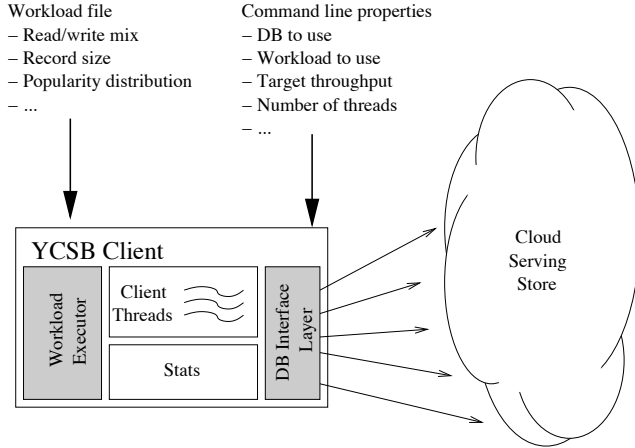 Workload file
– Read/write mix
– Record size
– Popularity distribution
– ...
Command line properties
– DB to use
– Workload to use
– Target throughput
– Number of threads
– ...
YCSB Client
Workload
Executor
Client
Threads
Stats
DB Interface
Layer
Cloud
Serving
Store